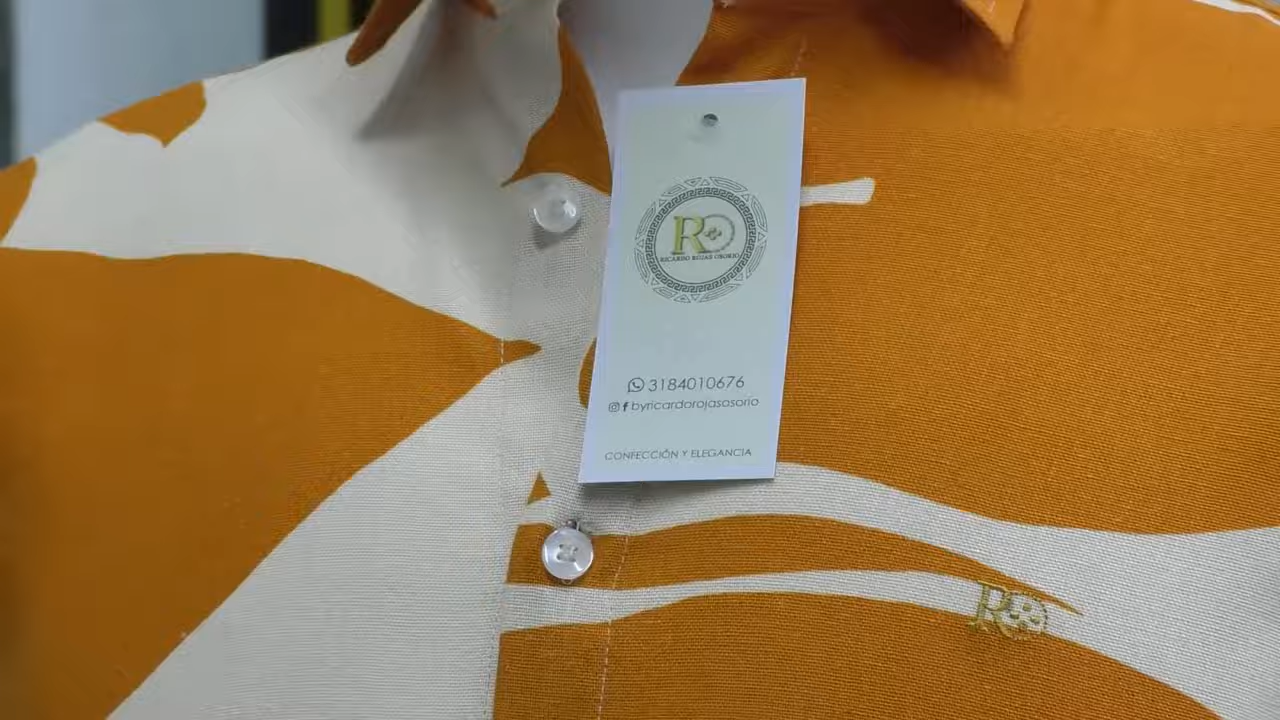 RO
RICARDO ROJAS OSORIO
3184010676
byricardorojasosorio
CONFECCIÓN Y ELEGANCIA
RO